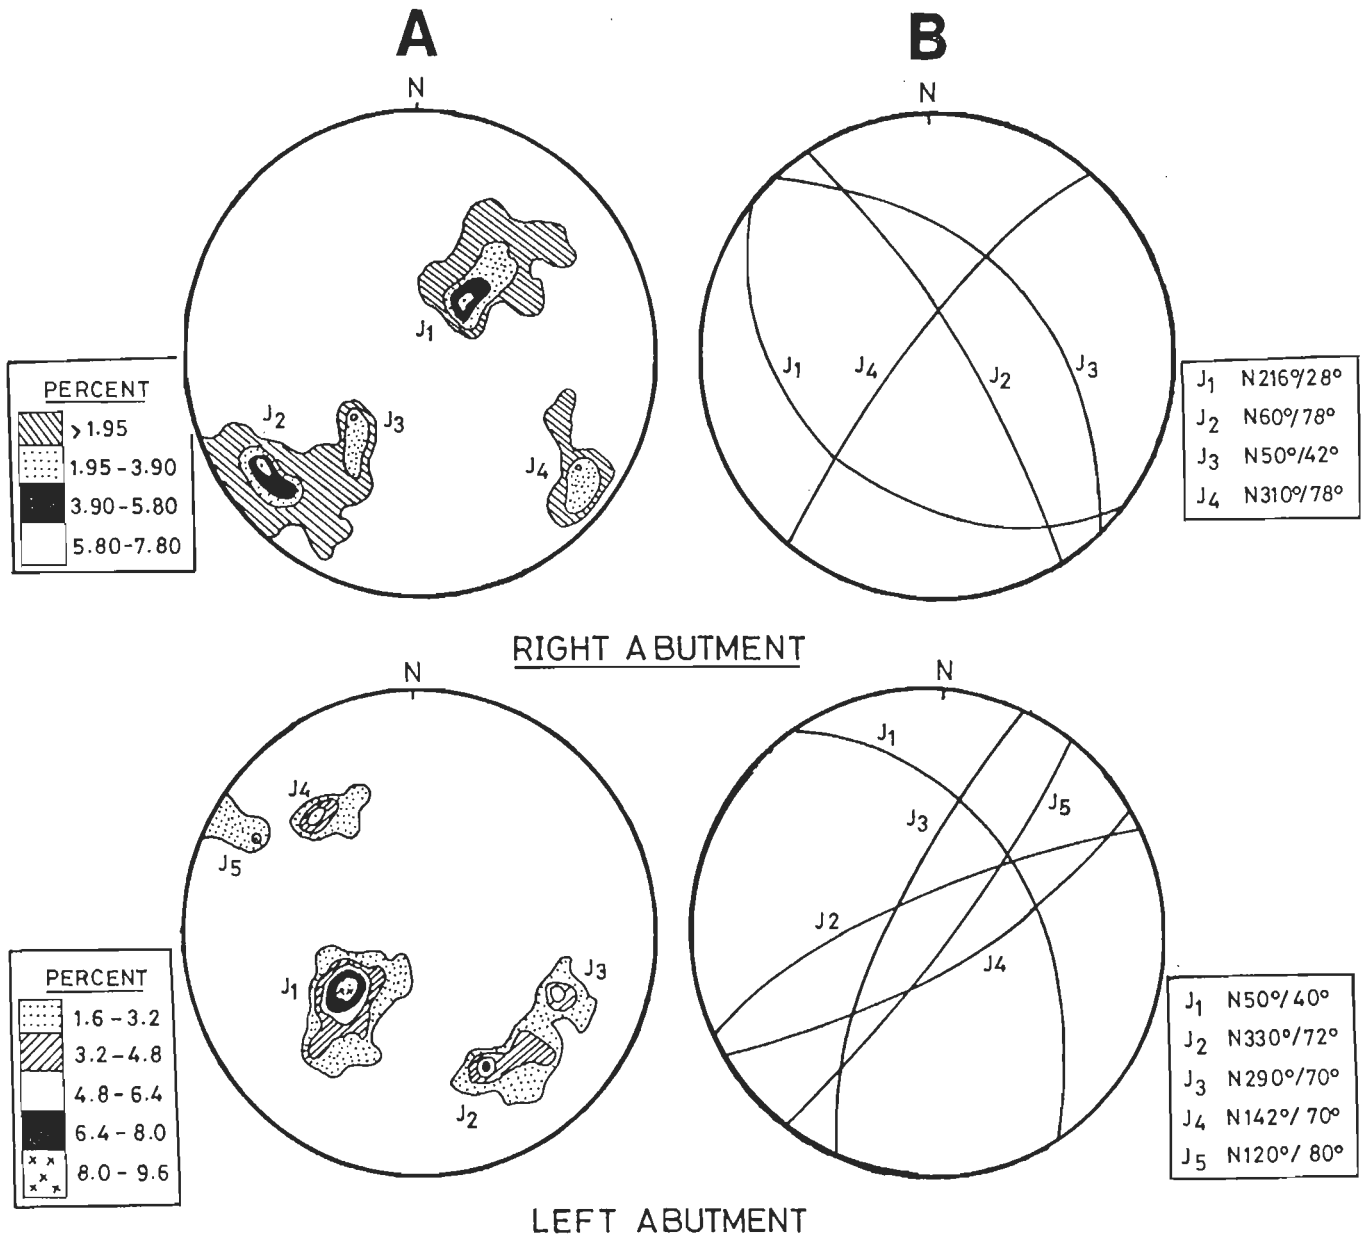 A
B
N
N
J1
J2
J3
J4
PERCENT
>1.95
1.95-3.90
3.90-5.80
5.80-7.80
J1
J4
J2
J3
J1 N216°/28°
J2 N60°/78°
J3 N50°/42°
J4 N310°/78°
RIGHT ABUTMENT
N
N
J4
J5
J1
J3
J2
PERCENT
1.6-3.2
3.2-4.8
4.8-6.4
6.4-8.0
8.0-9.6
J1
J3
J5
J2
J4
J1 N50°/40°
J2 N330°/72°
J3 N290°/70°
J4 N142°/70°
J5 N120°/80°
LEFT ABUTMENT